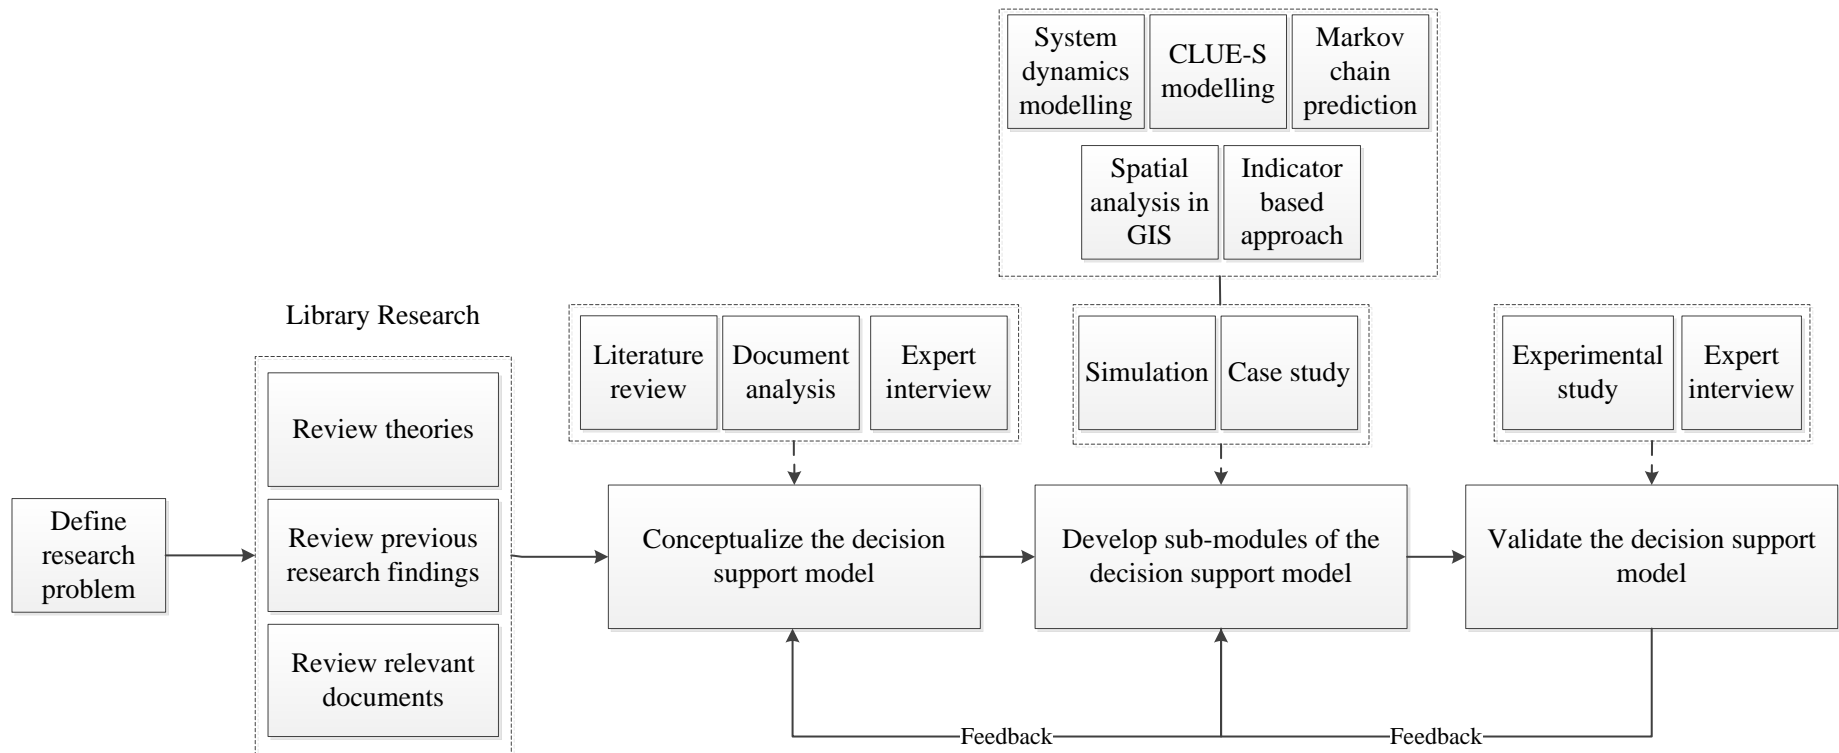 System
dynamics
modelling
CLUE-S
modelling
Markov
chain
prediction
Spatial
analysis in
GIS
Indicator
based
approach
Library Research
Literature
review
Document
analysis
Expert
interview
Simulation
Case study
Experimental
study
Expert
interview
Review theories
Define
research
problem
Review previous
research findings
Review relevant
documents
Conceptualize the decision
support model
Develop sub-modules of the
decision support model
Validate the decision support
model
Feedback
Feedback